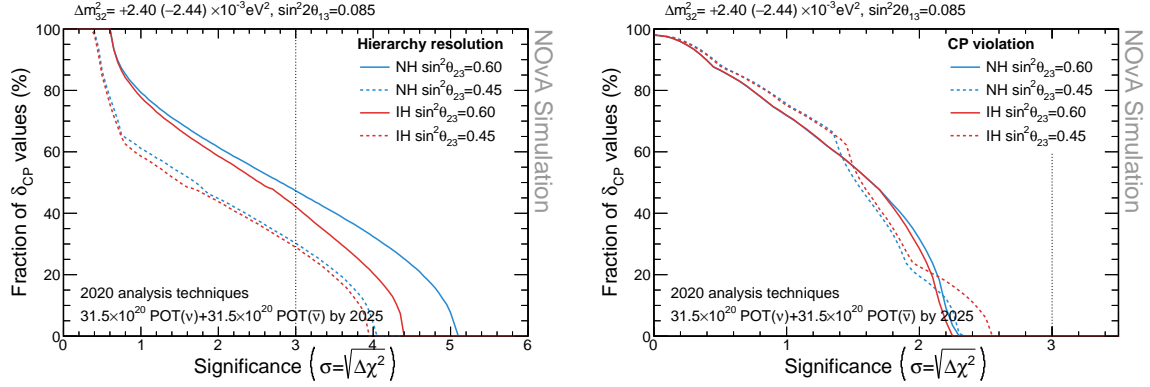 Δm²₃₂= +2.40 (−2.44) ×10⁻³eV², sin²2θ₁₃=0.085
Hierarchy resolution
NH sin²θ₂₃=0.60
NH sin²θ₂₃=0.45
IH sin²θ₂₃=0.60
IH sin²θ₂₃=0.45
2020 analysis techniques
31.5×10²⁰ POT(ν)+31.5×10²⁰ POT(ν̅) by 2025
Fraction of δ_CP values (%)
100
80
60
40
20
0
0 1 2 3 4 5 6
Significance (σ=√Δχ²)
NOvA Simulation
Δm²₃₂= +2.40 (−2.44) ×10⁻³eV², sin²2θ₁₃=0.085
CP violation
NH sin²θ₂₃=0.60
NH sin²θ₂₃=0.45
IH sin²θ₂₃=0.60
IH sin²θ₂₃=0.45
2020 analysis techniques
31.5×10²⁰ POT(ν)+31.5×10²⁰ POT(ν̅) by 2025
Fraction of δ_CP values (%)
100
80
60
40
20
0
0 1 2 3
Significance (σ=√Δχ²)
NOvA Simulation